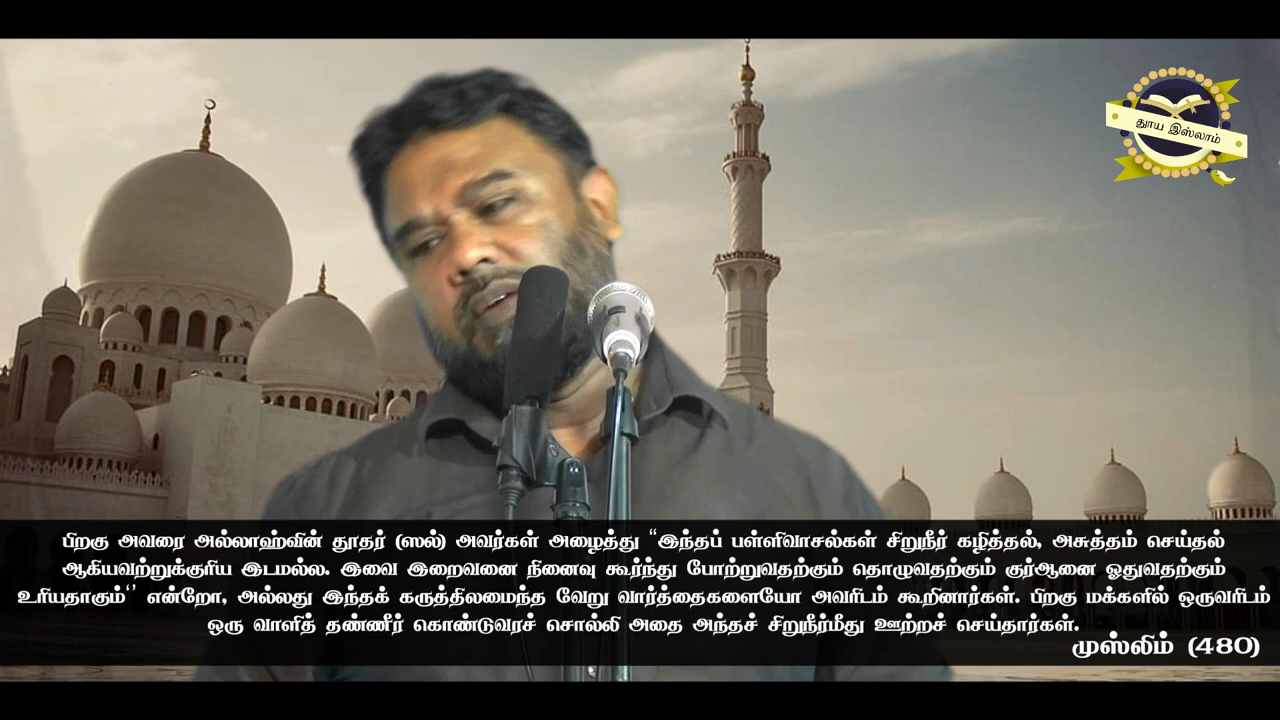 தூய இஸ்லாம்
பிறகு அவரை அல்லாஹ்வின் தூதர் (ஸல்) அவர்கள் அழைத்து “இந்தப் பள்ளிவாசல்கள் சிறுநீர் கழித்தல், அசுத்தம் செய்தல்
ஆகியவற்றுக்குரிய இடமல்ல. இவை இறைவனை நினைவு கூர்ந்து போற்றுவதற்கும் தொழுவதற்கும் குர்ஆனை ஓதுவதற்கும்
உரியதாகும்‘’ என்றோ, அல்லது இந்தக் கருத்திலமைந்த வேறு வார்த்தைகளையோ அவரிடம் கூறினார்கள். பிறகு மக்களில் ஒருவரிடம்
ஒரு வாளித் தண்ணீர் கொண்டுவரச் சொல்லி அதை அந்தச் சிறுநீர்மீது ஊற்றச் செய்தார்கள்.
முஸ்லிம் (480)